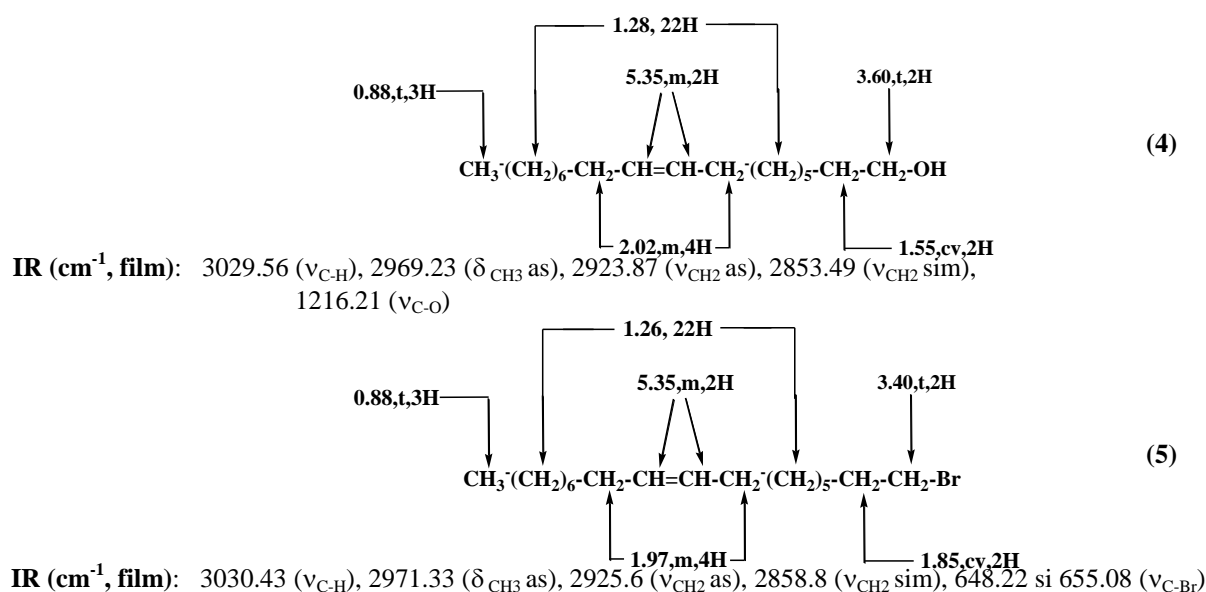 1.28, 22H
0.88,t,3H 5.35,m,2H 3.60,t,2H
(4)
CH₃-(CH₂)₆-CH₂-CH=CH-CH₂-(CH₂)₅-CH₂-CH₂-OH
2.02,m,4H 1.55,cv,2H
IR (cm⁻¹, film): 3029.56 (νC-H), 2969.23 (δ CH3 as), 2923.87 (νCH2 as), 2853.49 (νCH2 sim),
1216.21 (νC-O)
1.26, 22H
0.88,t,3H 5.35,m,2H 3.40,t,2H
(5)
CH₃-(CH₂)₆-CH₂-CH=CH-CH₂-(CH₂)₅-CH₂-CH₂-Br
1.97,m,4H 1.85,cv,2H
IR (cm⁻¹, film): 3030.43 (νC-H), 2971.33 (δ CH3 as), 2925.6 (νCH2 as), 2858.8 (νCH2 sim), 648.22 si 655.08 (νC-Br)